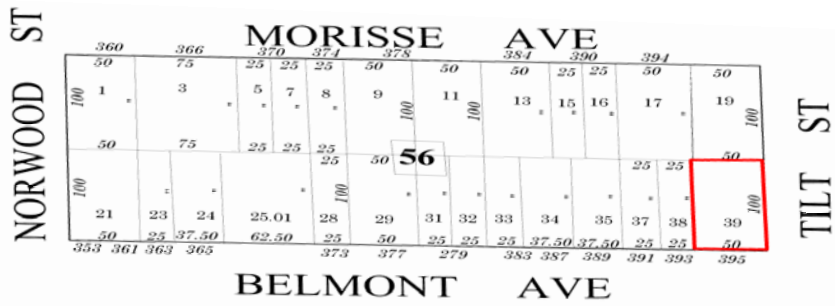 MORISSE AVE
NORWOOD ST
TILT ST
360 366 370 374 378 384 390 394
50 75 25 25 25 50 50 50 25 25 50 50
100 1 3 5 7 8 9 100 11 100 13 15 16 17 19 100
50 75 25 25 25 50
56
25 50 25 25
100 100 100
21 23 24 25.01 28 29 31 32 33 34 35 37 38 39
50 25 37.50 62.50 25 50 25 25 25 37.50 37.50 25 25 50
353 361 363 365 373 377 279 383 387 389 391 393 395
BELMONT AVE